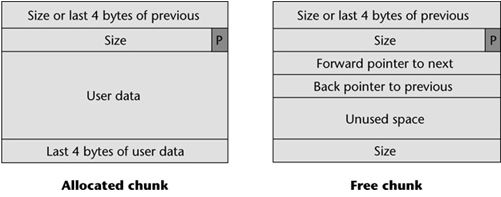 Size or last 4 bytes of previous
Size
P
User data
Last 4 bytes of user data
Allocated chunk
Size or last 4 bytes of previous
Size
P
Forward pointer to next
Back pointer to previous
Unused space
Size
Free chunk